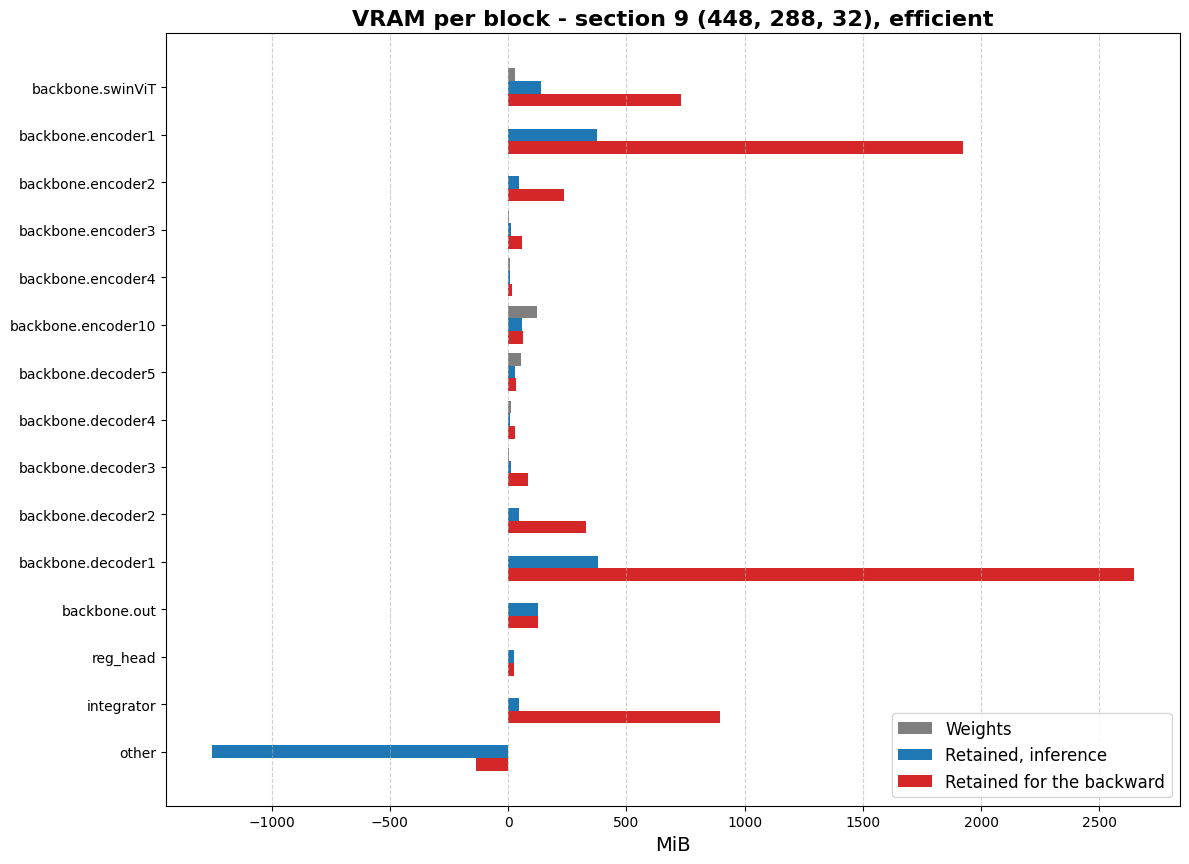 VRAM per block - section 9 (448, 288, 32), efficient
backbone.swinViT
backbone.encoder1
backbone.encoder2
backbone.encoder3
backbone.encoder4
backbone.encoder10
backbone.decoder5
backbone.decoder4
backbone.decoder3
backbone.decoder2
backbone.decoder1
backbone.out
reg_head
integrator
other
Weights
Retained, inference
Retained for the backward
−1000 −500 0 500 1000 1500 2000 2500
MiB